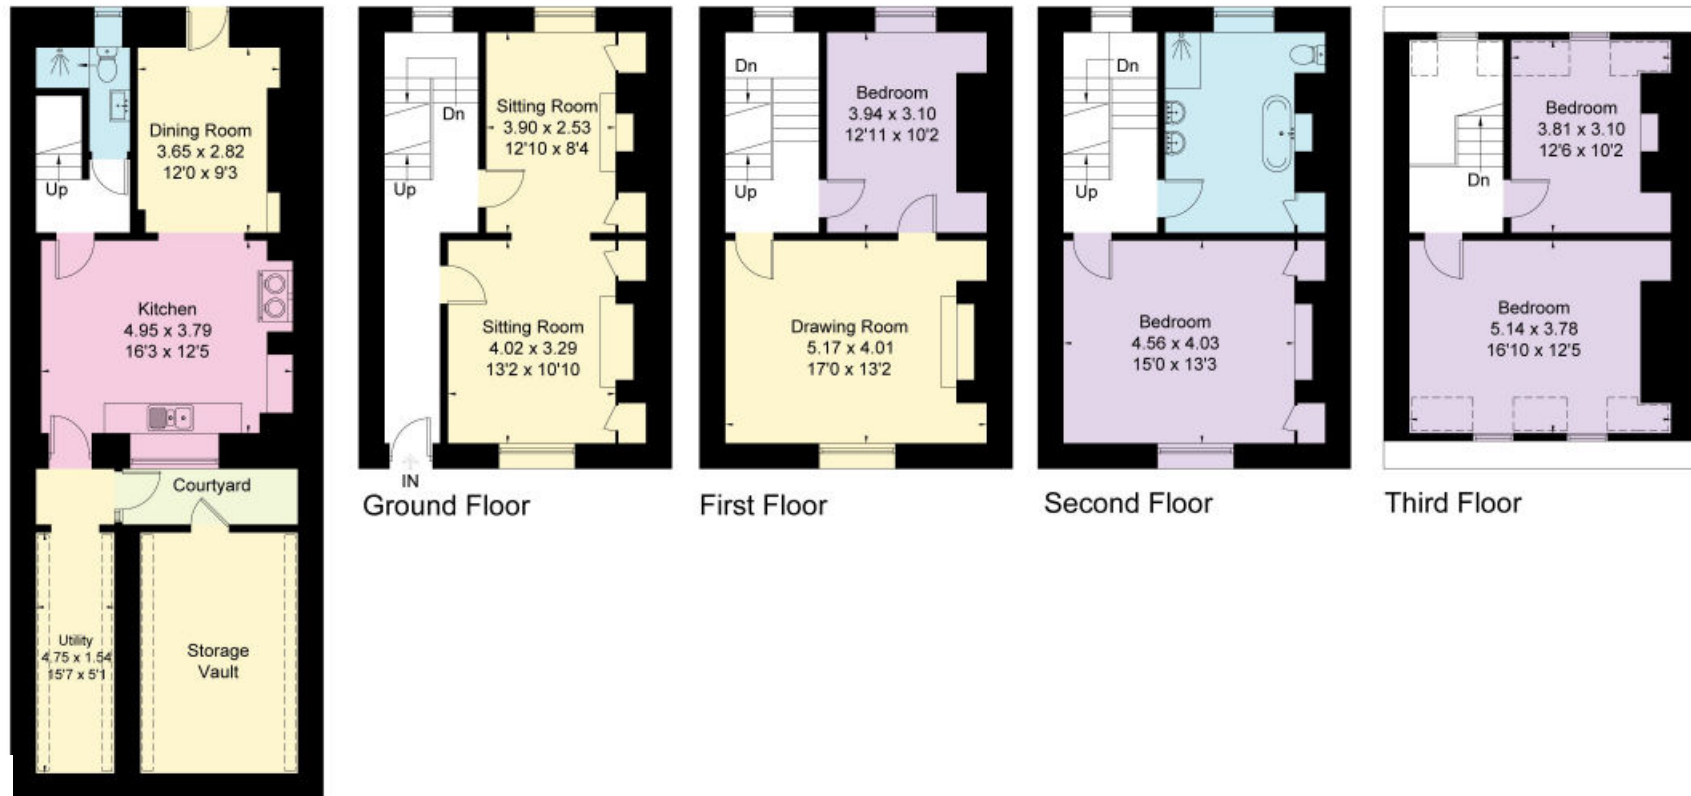 Dining Room
3.65 x 2.82
12'0 x 9'3
Up
Kitchen
4.95 x 3.79
16'3 x 12'5
Courtyard
Utility
4.75 x 1.54
15'7 x 5'1
Storage
Vault
Dn
Up
Sitting Room
3.90 x 2.53
12'10 x 8'4
Sitting Room
4.02 x 3.29
13'2 x 10'10
IN
Ground Floor
Dn
Up
Bedroom
3.94 x 3.10
12'11 x 10'2
Drawing Room
5.17 x 4.01
17'0 x 13'2
First Floor
Dn
Up
Bedroom
4.56 x 4.03
15'0 x 13'3
Second Floor
Bedroom
3.81 x 3.10
12'6 x 10'2
Dn
Bedroom
5.14 x 3.78
16'10 x 12'5
Third Floor